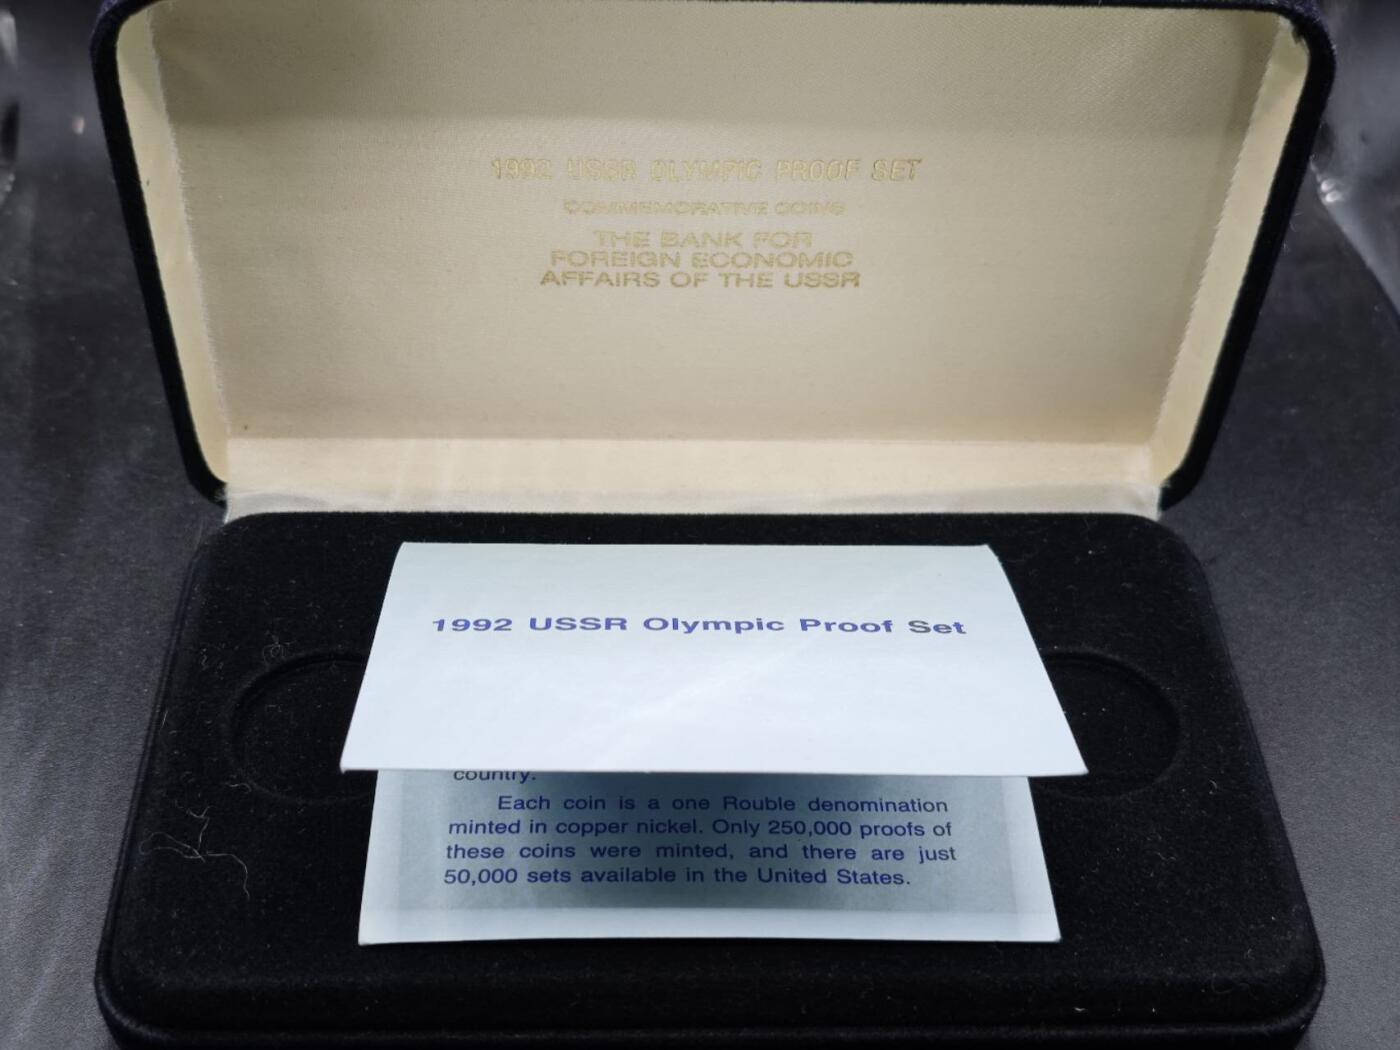 1992 USSR OLYMPIC PROOF SET
COMMEMORATIVE COINS
THE BANK FOR
FOREIGN ECONOMIC
AFFAIRS OF THE USSR
1992 USSR Olympic Proof Set
country.
Each coin is a one Rouble denomination
minted in copper nickel. Only 250,000 proofs of
these coins were minted, and there are just
50,000 sets available in the United States.